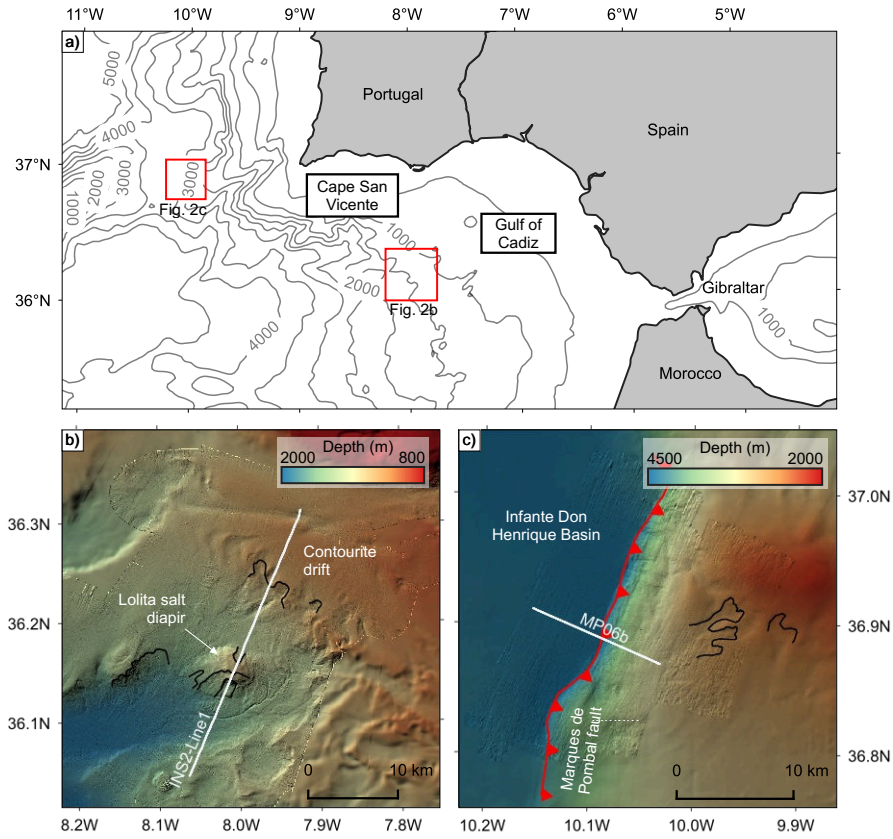 11°W 10°W 9°W 8°W 7°W 6°W 5°W
a)
5000
Portugal
Spain
4000
37°N
1000
2000
3000
3000
Fig. 2c
Cape San
Vicente
Gulf of
Cadiz
1000
2000
Fig. 2b
36°N
Gibraltar
1000
4000
Morocco
b)
Depth (m)
2000 800
36.3N
Contourite
drift
Lolita salt
diapir
36.2N
36.1N
INS2-Line1
0 10 km
8.2W 8.1W 8.0W 7.9W 7.8W
c)
Depth (m)
4500 2000
37.0N
Infante Don
Henrique Basin
MP06b
36.9N
Marques de
Pombal fault
36.8N
0 10 km
10.2W 10.1W 10.0W 9.9W